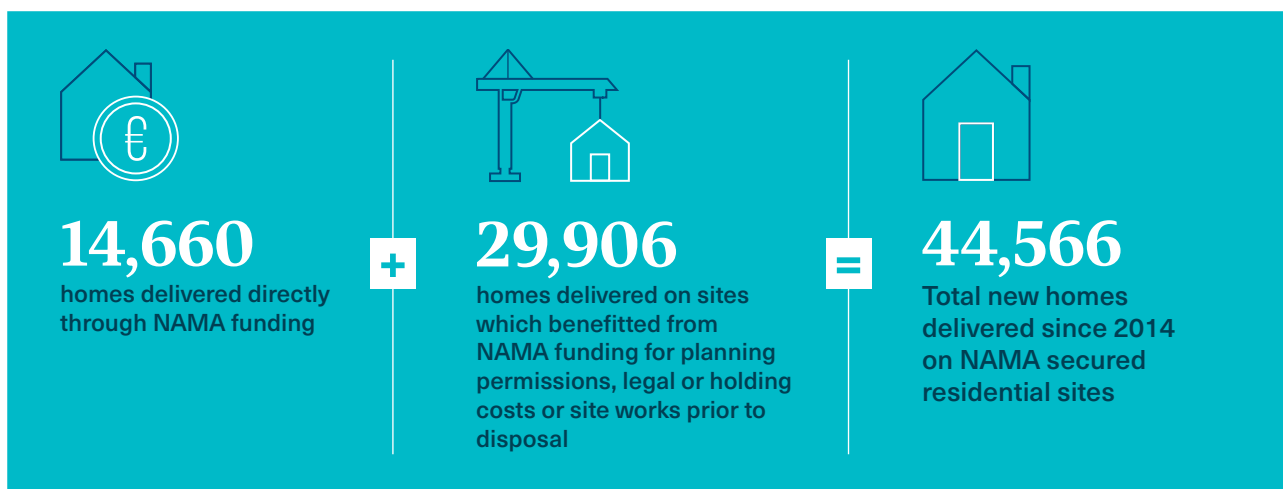 14,660
homes delivered directly
through NAMA funding
+
29,906
homes delivered on sites
which benefitted from
NAMA funding for planning
permissions, legal or holding
costs or site works prior to
disposal
=
44,566
Total new homes
delivered since 2014
on NAMA secured
residential sites
€